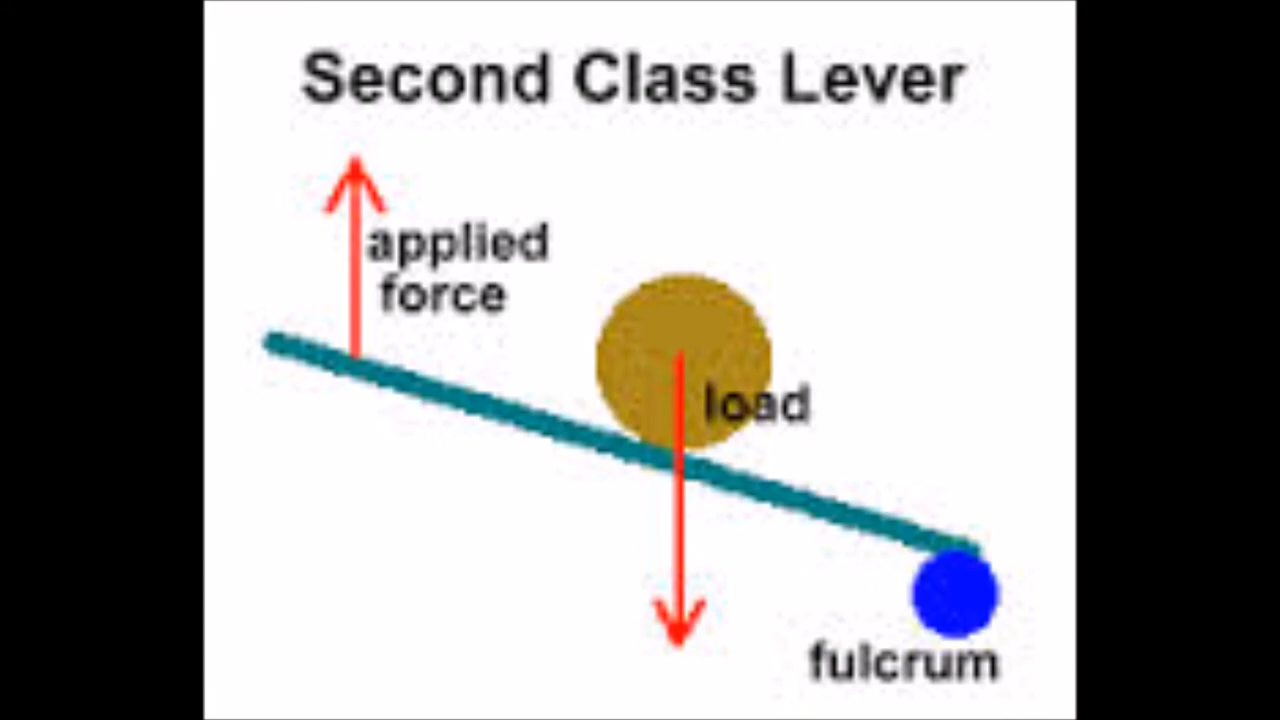 Second Class Lever
applied
force
load
fulcrum